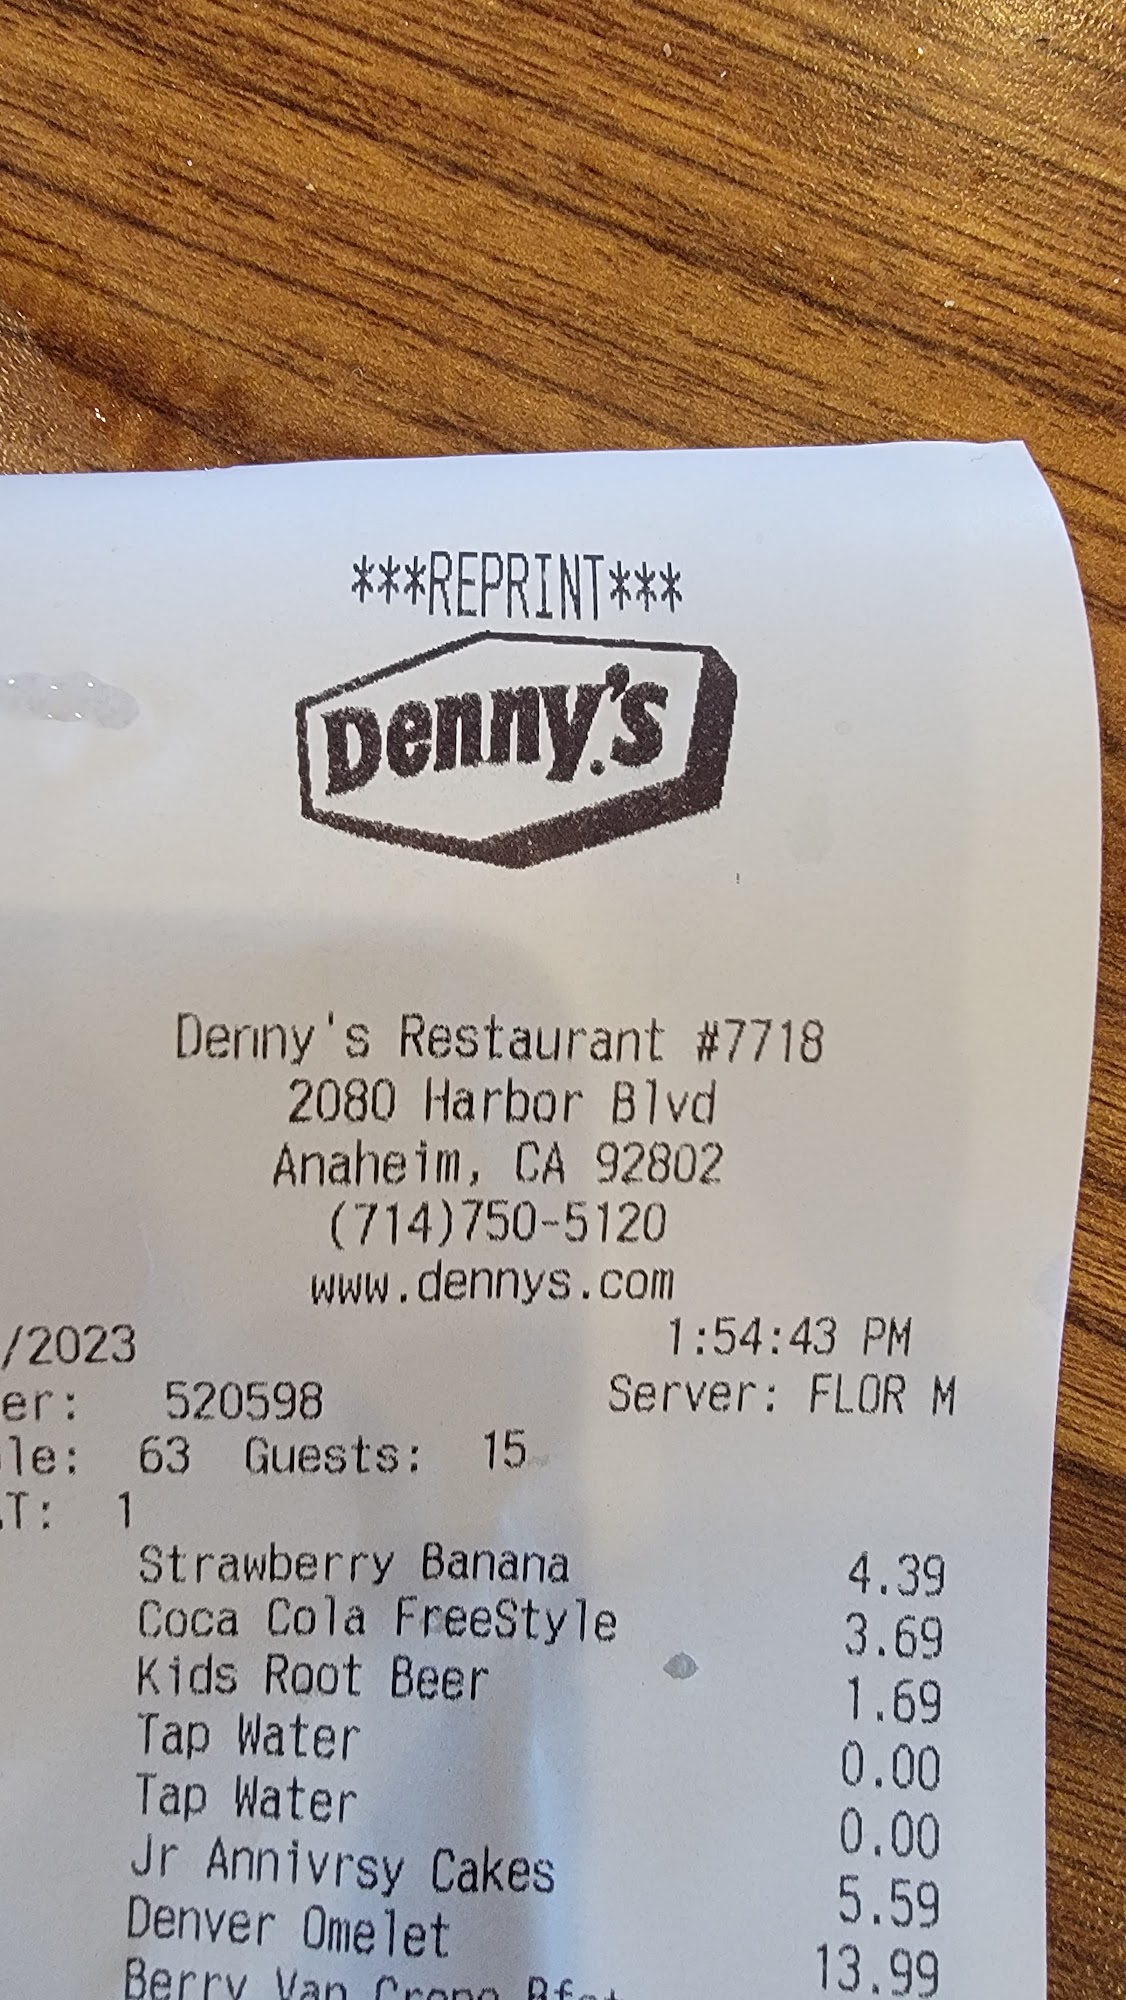 ***REPRINT***
Denny's
Denny's Restaurant #7718
2080 Harbor Blvd
Anaheim, CA 92802
(714)750-5120
www.dennys.com
/2023 1:54:43 PM
er: 520598 Server: FLOR M
le: 63 Guests: 15
T: 1
Strawberry Banana 4.39
Coca Cola FreeStyle 3.69
Kids Root Beer 1.69
Tap Water 0.00
Tap Water 0.00
Jr Annivrsy Cakes 5.59
Denver Omelet 13.99
Berry Van